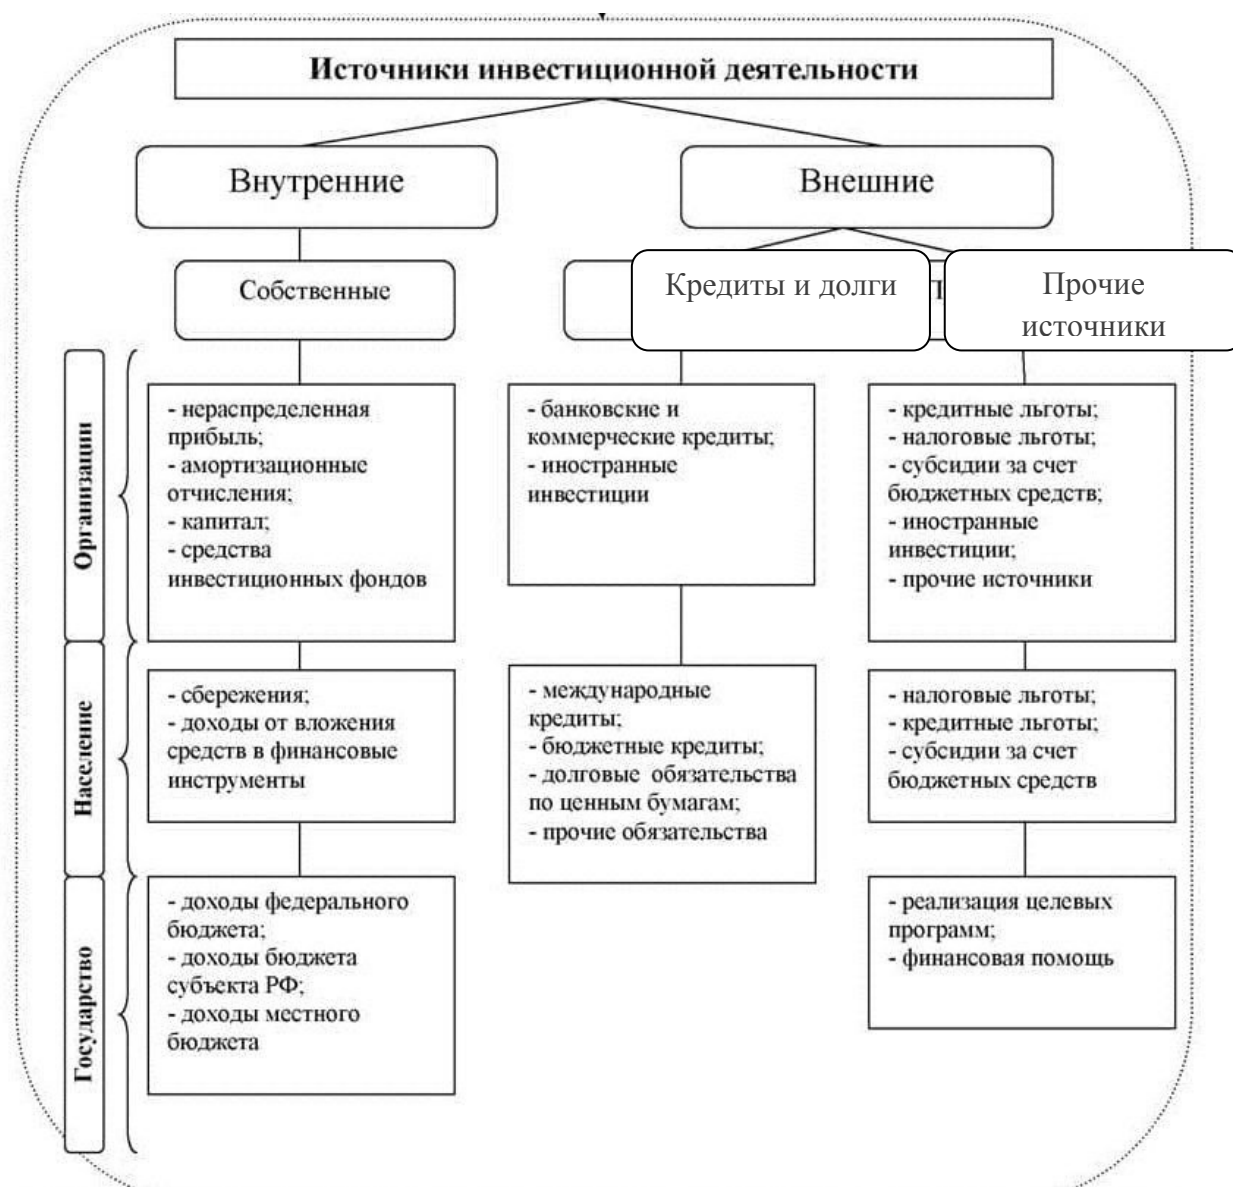 Источники инвестиционной деятельности
Внутренние
Внешние
Собственные
Кредиты и долги
Прочие
источники
Организации
- нераспределенная
прибыль;
- амортизационные
отчисления;
- капитал;
- средства
инвестиционных фондов
- банковские и
коммерческие кредиты;
- иностранные
инвестиции
- кредитные льготы;
- налоговые льготы;
- субсидии за счет
бюджетных средств;
- иностранные
инвестиции;
- прочие источники
Население
- сбережения;
- доходы от вложения
средств в финансовые
инструменты
- международные
кредиты;
- бюджетные кредиты;
- долговые обязательства
по ценным бумагам;
- прочие обязательства
- налоговые льготы;
- кредитные льготы;
- субсидии за счет
бюджетных средств
Государство
- доходы федерального
бюджета;
- доходы бюджета
субъекта РФ;
- доходы местного
бюджета
- реализация целевых
программ;
- финансовая помощь